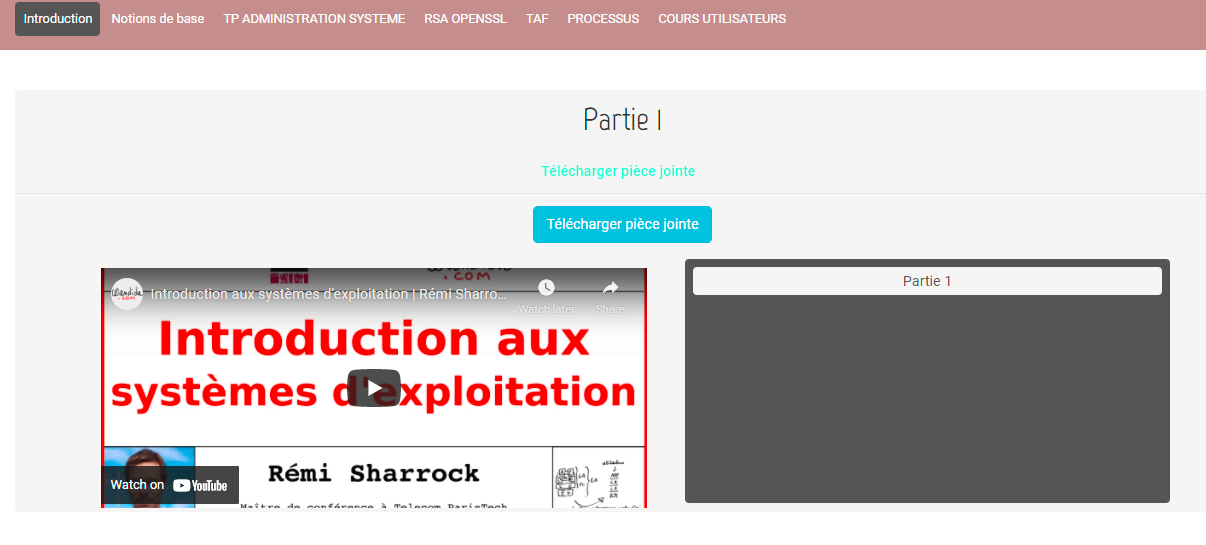 Introduction Notions de base TP ADMINISTRATION SYSTEME RSA OPENSSL TAF PROCESSUS COURS UTILISATEURS
Partie 1
Télécharger pièce jointe
Télécharger pièce jointe
Introduction aux systèmes d'exploitation | Rémi Sharro...
Watch later
Share
Introduction aux
systèmes d'exploitation
Rémi Sharrock
Maître de conférence à Telecom ParisTech
Watch on YouTube
Partie 1